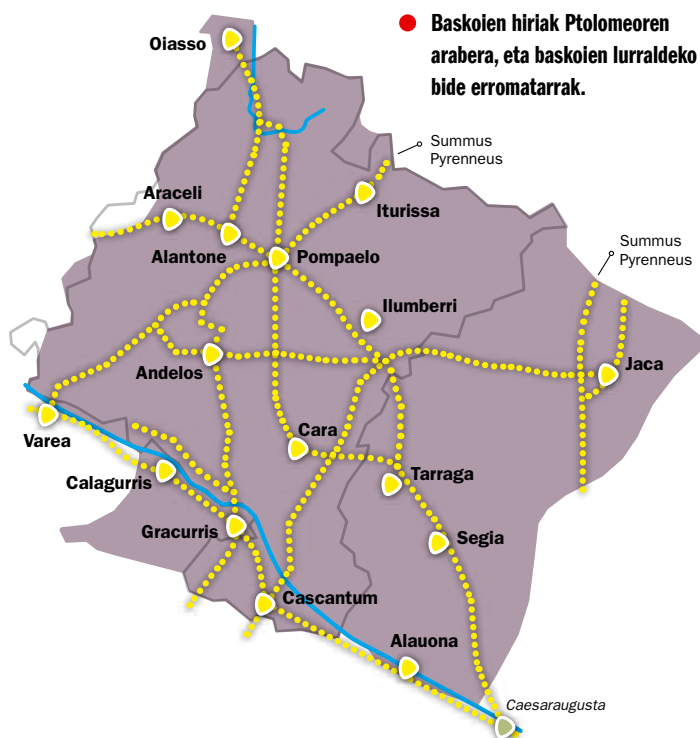 Baskoien hiriak Ptolomeoren
arabera, eta baskoien lurraldeko
bide erromatarrak.
Oiasso
Summus
Pyrenneus
Araceli
Iturissa
Alantone
Pompaelo
Summus
Pyrenneus
Ilumberri
Andelos
Jaca
Varea
Cara
Calagurris
Tarraga
Gracurris
Segia
Cascantum
Alauona
Caesaraugusta